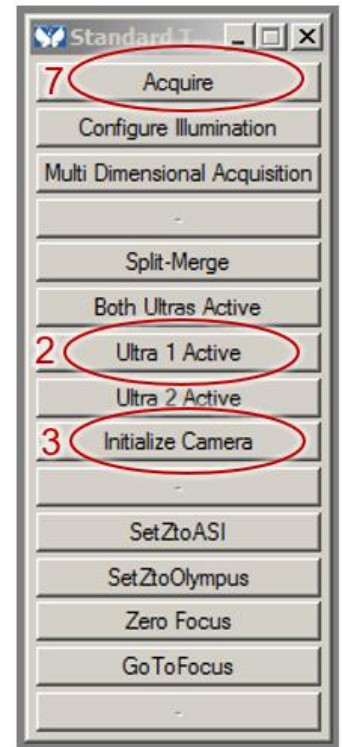 Standard T...
7 Acquire
Configure Illumination
Multi Dimensional Acquisition
-
Split-Merge
Both Ultras Active
2 Ultra 1 Active
Ultra 2 Active
3 Initialize Camera
-
SetZtoASI
SetZtoOlympus
Zero Focus
GoToFocus
-